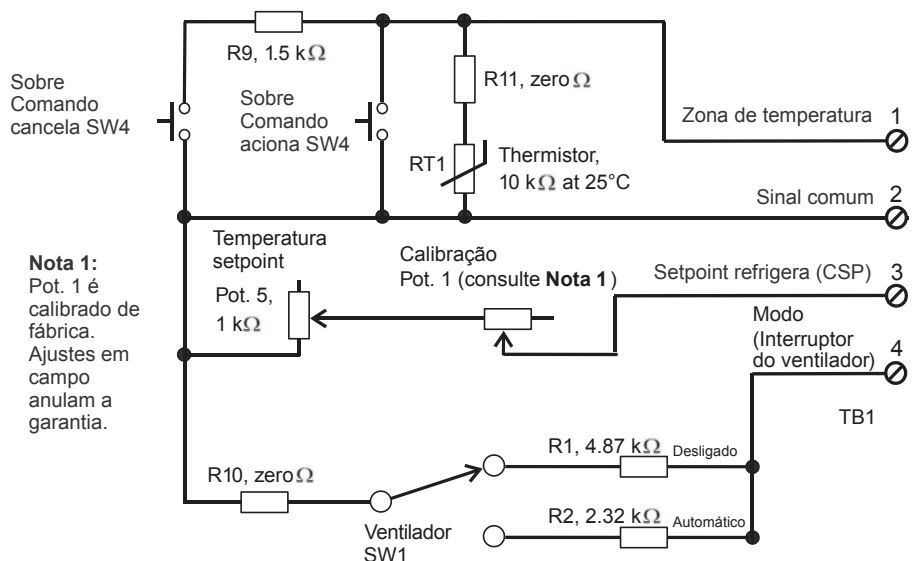 R9, 1.5 kΩ
Sobre
Comando
cancela SW4
Sobre
Comando
aciona SW4
R11, zero Ω
RT1
Thermistor,
10 kΩ at 25°C
Zona de temperatura 1
Sinal comum 2
Nota 1:
Pot. 1 é
calibrado de
fábrica.
Ajustes em
campo
anulam a
garantia.
Temperatura
setpoint
Pot. 5,
1 kΩ
Calibração
Pot. 1 (consulte Nota 1)
Setpoint refrigera (CSP) 3
Modo
(Interruptor
do ventilador) 4
TB1
R10, zero Ω
Ventilador
SW1
R1, 4.87 kΩ Desligado
R2, 2.32 kΩ Automático